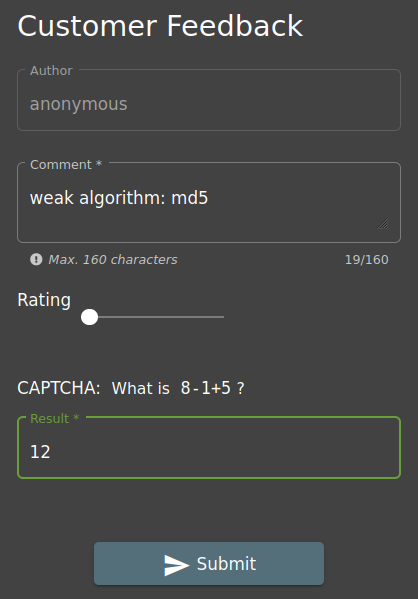 Customer Feedback
Author
anonymous
Comment *
weak algorithm: md5
Max. 160 characters 19/160
Rating
CAPTCHA: What is 8-1+5 ?
Result *
12
Submit